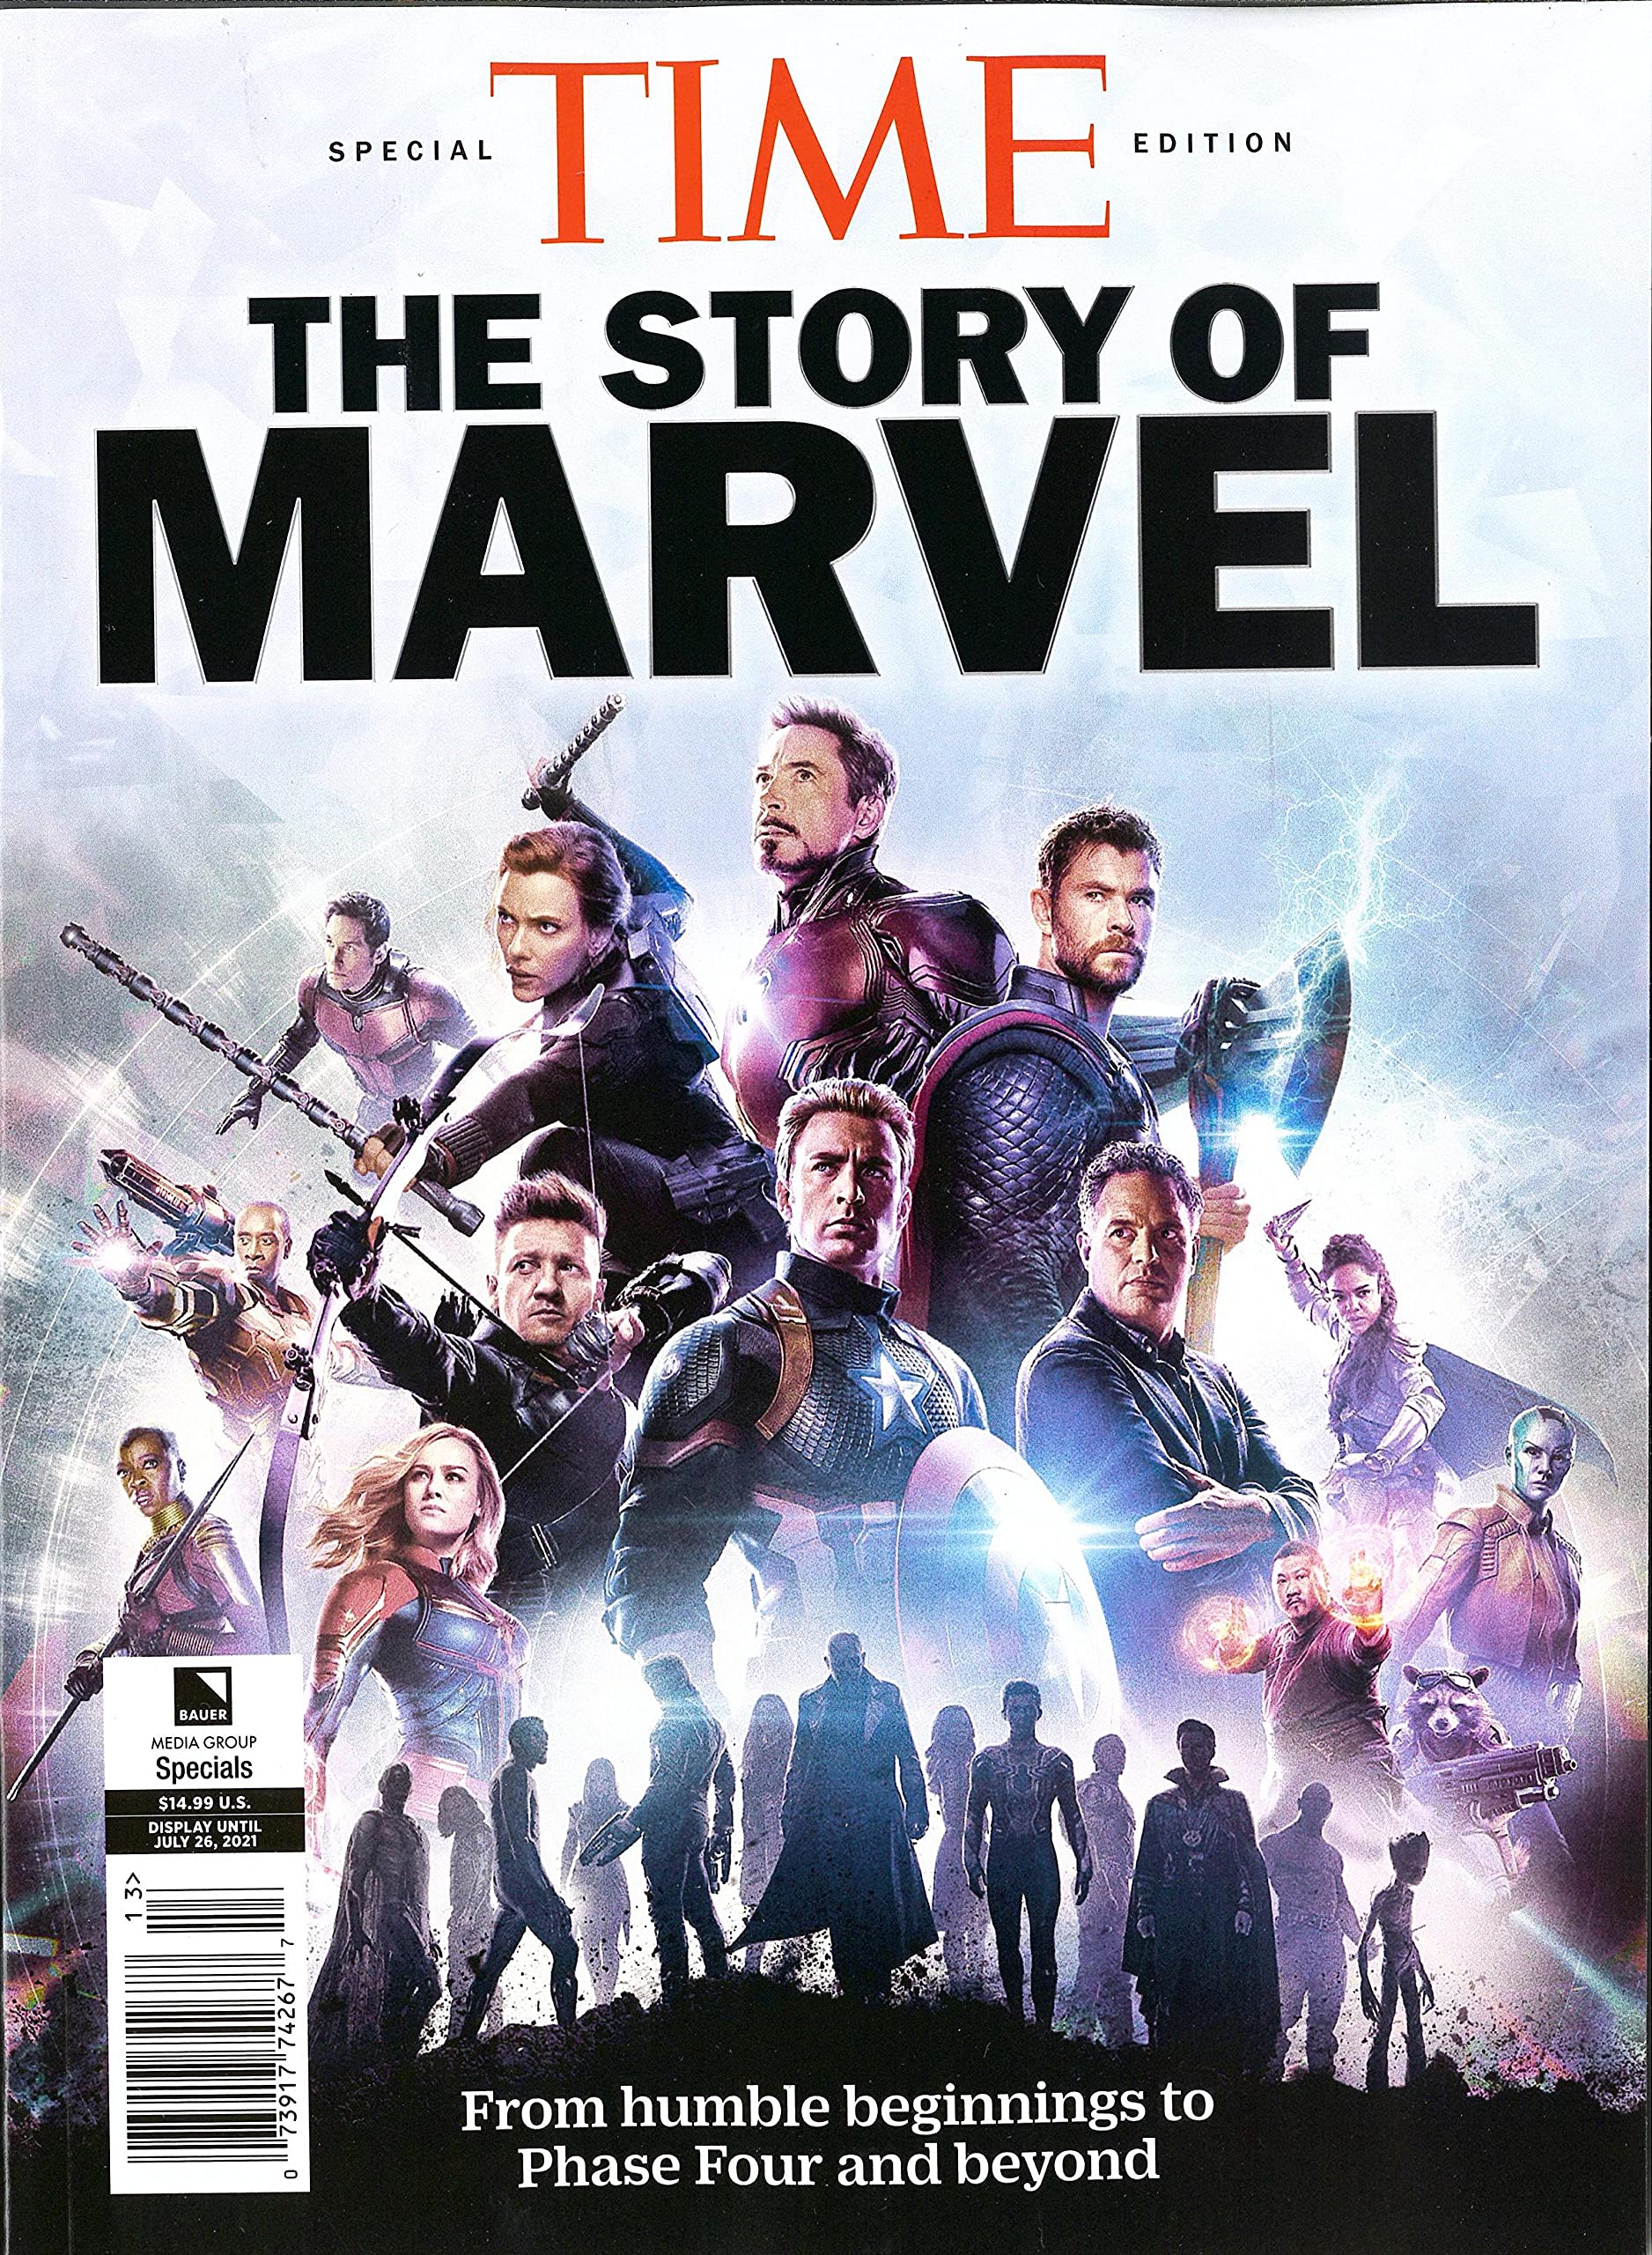 SPECIAL TIME EDITION
THE STORY OF
MARVEL
BAUER
MEDIA GROUP
Specials
$14.99 U.S.
DISPLAY UNTIL
JULY 26, 2021
13>
0 73917 74267 7
From humble beginnings to
Phase Four and beyond